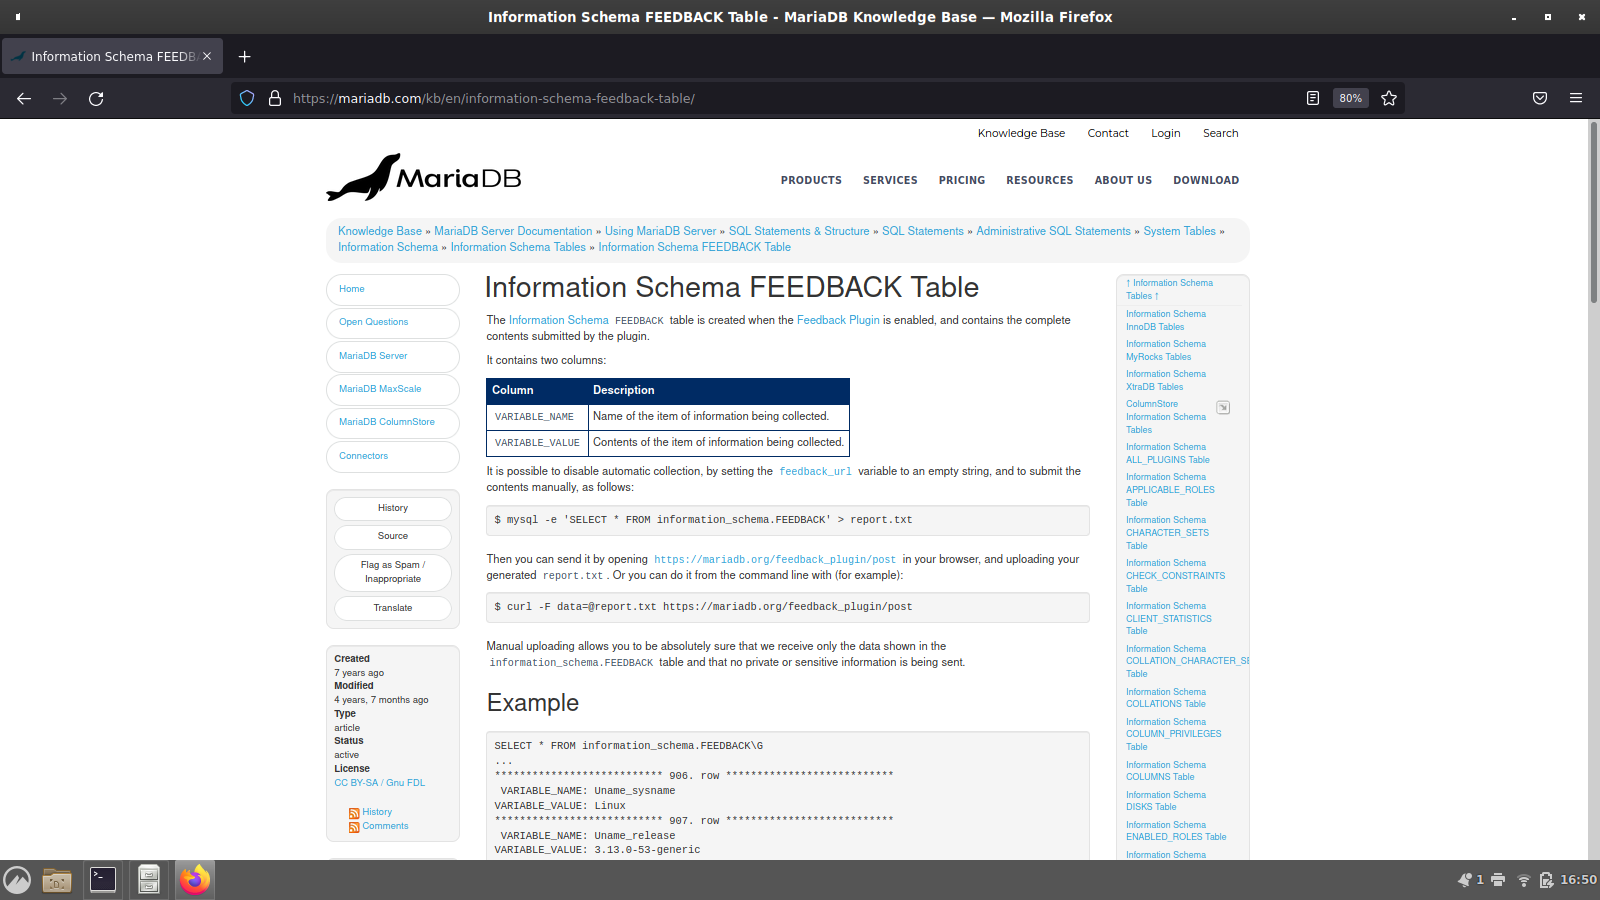 Information Schema FEEDBACK Table - MariaDB Knowledge Base — Mozilla Firefox
Information Schema FEEDB
https://mariadb.com/kb/en/information-schema-feedback-table/
80%
Knowledge Base Contact Login Search
MariaDB
PRODUCTS SERVICES PRICING RESOURCES ABOUT US DOWNLOAD
Knowledge Base » MariaDB Server Documentation » Using MariaDB Server » SQL Statements & Structure » SQL Statements » Administrative SQL Statements » System Tables »
Information Schema » Information Schema Tables » Information Schema FEEDBACK Table
Home
Open Questions
MariaDB Server
MariaDB MaxScale
MariaDB ColumnStore
Connectors
History
Source
Flag as Spam /
Inappropriate
Translate
Created
7 years ago
Modified
4 years, 7 months ago
Type
article
Status
active
License
CC BY-SA / Gnu FDL
History
Comments
Information Schema FEEDBACK Table
The Information Schema FEEDBACK table is created when the Feedback Plugin is enabled, and contains the complete
contents submitted by the plugin.
It contains two columns:
Column Description
VARIABLE_NAME Name of the item of information being collected.
VARIABLE_VALUE Contents of the item of information being collected.
It is possible to disable automatic collection, by setting the feedback_url variable to an empty string, and to submit the
contents manually, as follows:
$ mysql -e 'SELECT * FROM information_schema.FEEDBACK' > report.txt
Then you can send it by opening https://mariadb.org/feedback_plugin/post in your browser, and uploading your
generated report.txt. Or you can do it from the command line with (for example):
$ curl -F data=@report.txt https://mariadb.org/feedback_plugin/post
Manual uploading allows you to be absolutely sure that we receive only the data shown in the
information_schema.FEEDBACK table and that no private or sensitive information is being sent.
Example
SELECT * FROM information_schema.FEEDBACK\G
...
*************************** 906. row ***************************
VARIABLE_NAME: Uname_sysname
VARIABLE_VALUE: Linux
*************************** 907. row ***************************
VARIABLE_NAME: Uname_release
VARIABLE_VALUE: 3.13.0-53-generic
↑ Information Schema
Tables ↑
Information Schema
InnoDB Tables
Information Schema
MyRocks Tables
Information Schema
XtraDB Tables
ColumnStore
Information Schema
Tables
Information Schema
ALL_PLUGINS Table
Information Schema
APPLICABLE_ROLES
Table
Information Schema
CHARACTER_SETS
Table
Information Schema
CHECK_CONSTRAINTS
Table
Information Schema
CLIENT_STATISTICS
Table
Information Schema
COLLATION_CHARACTER_SE
Table
Information Schema
COLLATIONS Table
Information Schema
COLUMN_PRIVILEGES
Table
Information Schema
COLUMNS Table
Information Schema
DISKS Table
Information Schema
ENABLED_ROLES Table
Information Schema
1 16:50